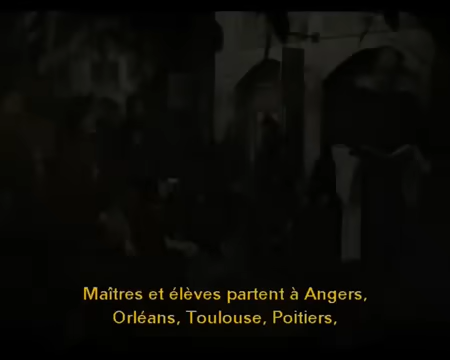 Maîtres et élèves partent à Angers,
Orléans, Toulouse, Poitiers,